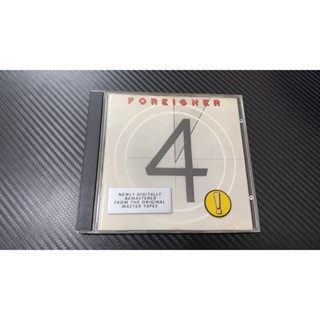 FOREIGNER
4
NEWLY DIGITALLY
REMASTERED
FROM THE ORIGINAL
MASTER TAPES
!